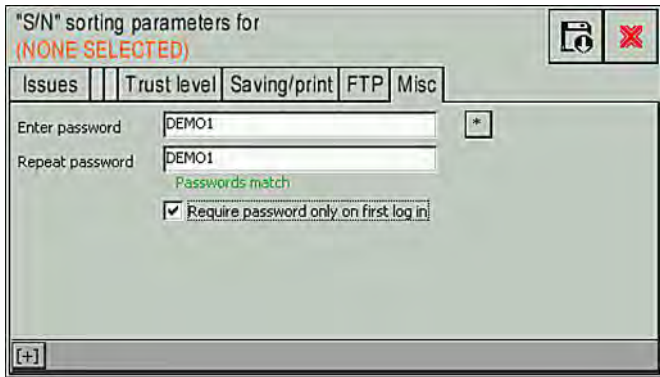 "S/N" sorting parameters for
(NONE SELECTED)
Issues Trust level Saving/print FTP Misc
Enter password DEMO1 *
Repeat password DEMO1
Passwords match
Require password only on first log in
[+]